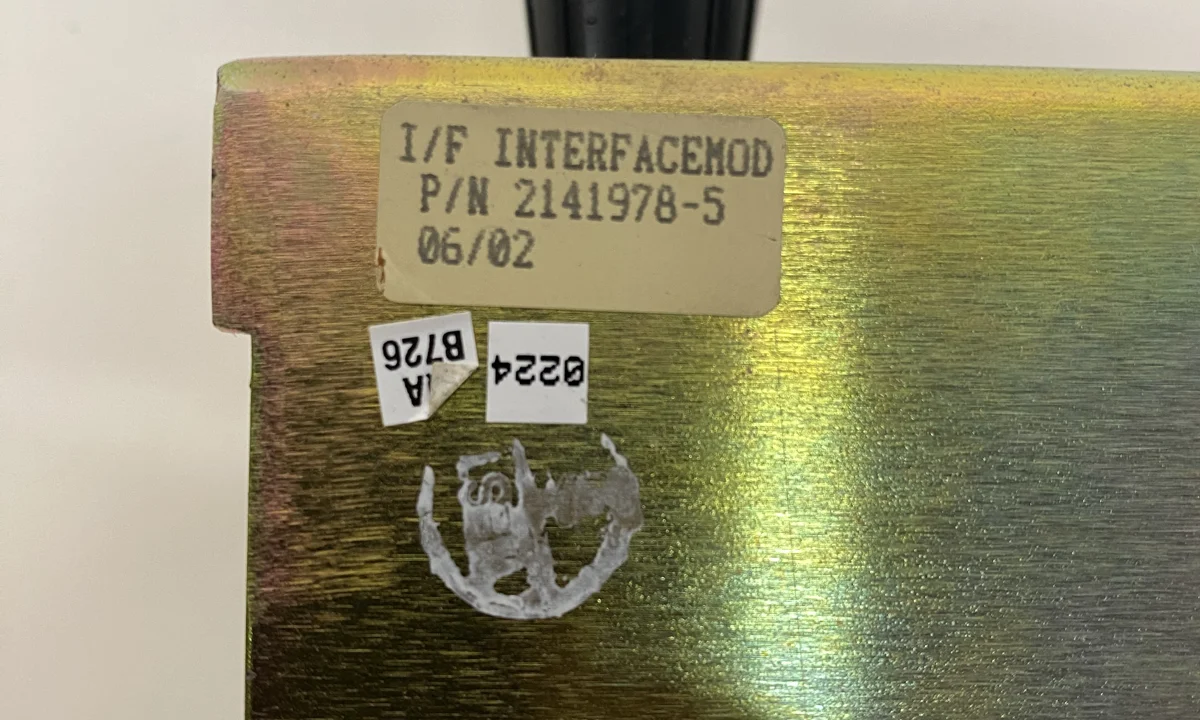 I/F INTERFACEMOD
P/N 2141978-5
06/02
B726
0224